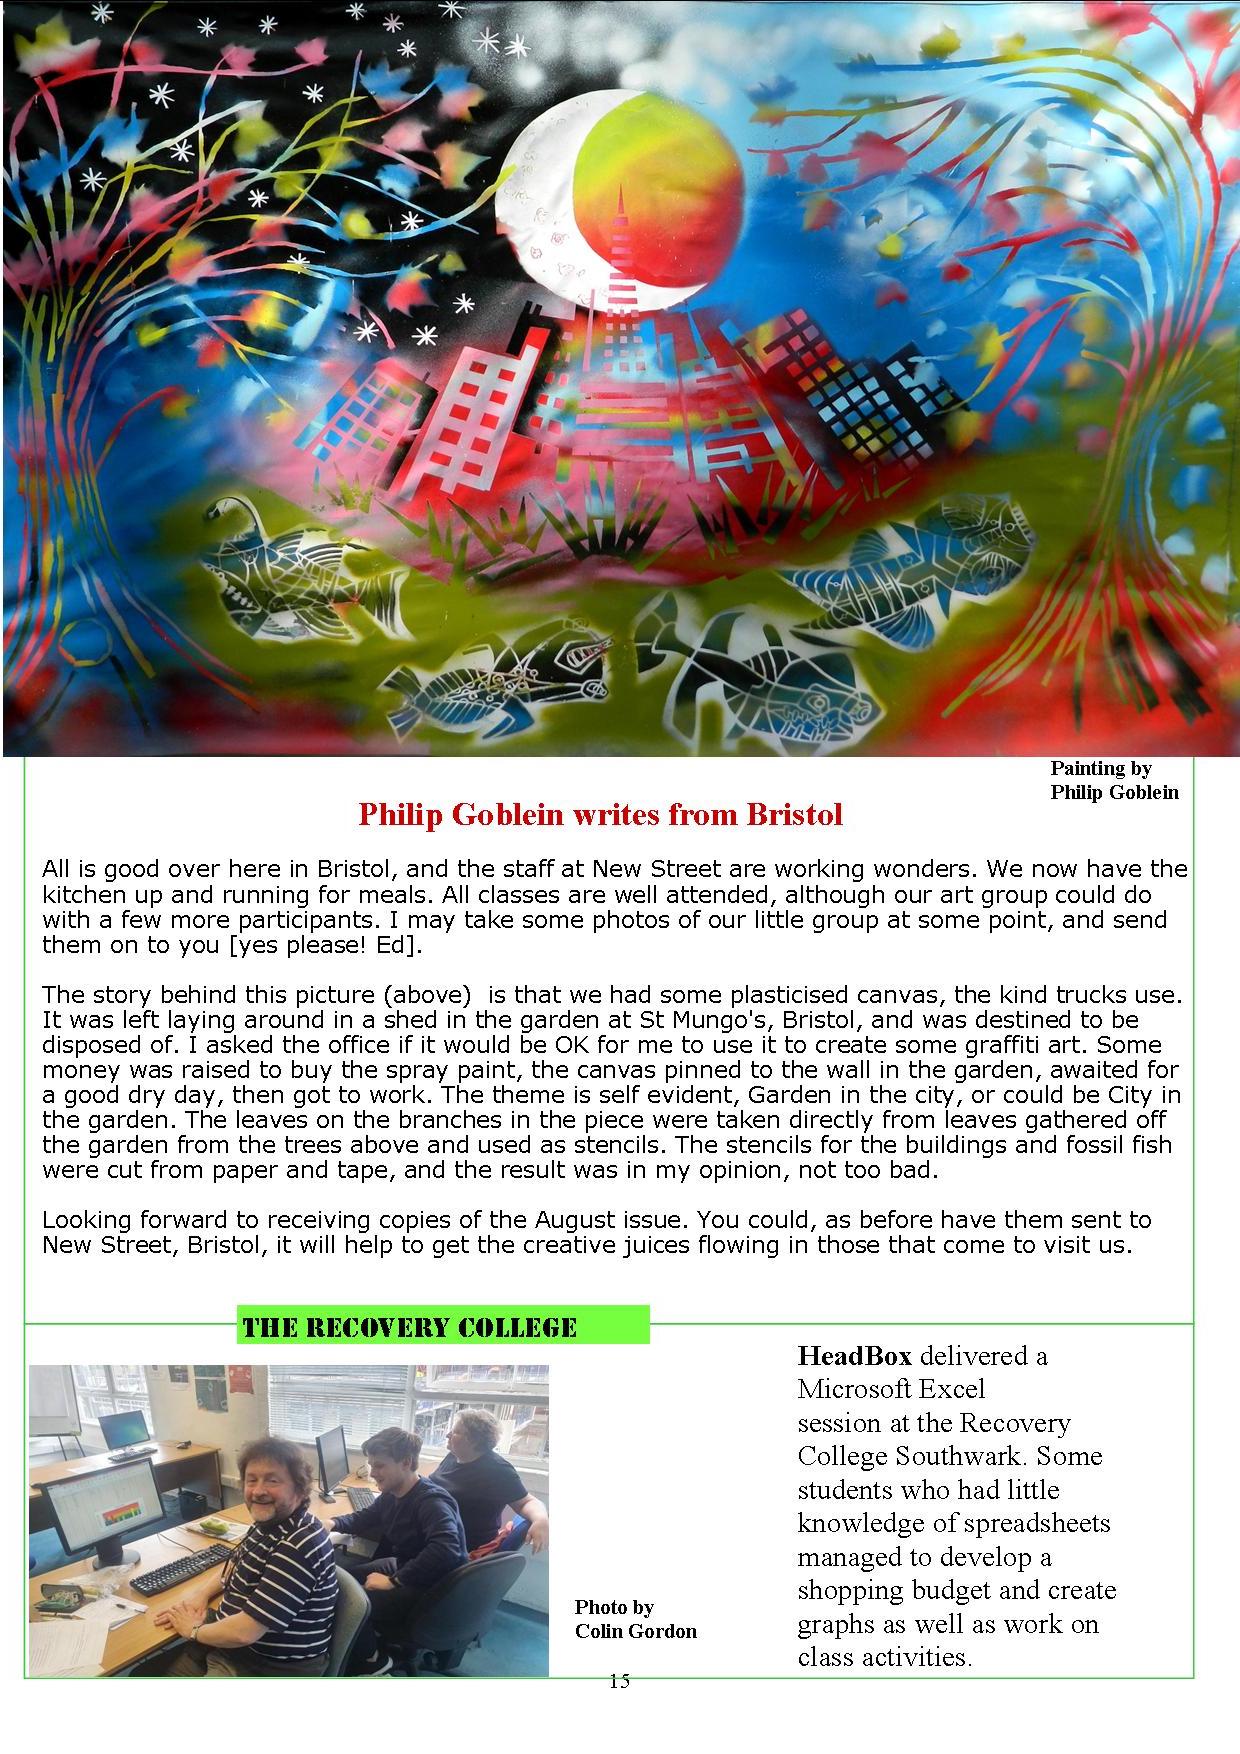 Painting by
Philip Goblein
Philip Goblein writes from Bristol
All is good over here in Bristol, and the staff at New Street are working wonders. We now have the
kitchen up and running for meals. All classes are well attended, although our art group could do
with a few more participants. I may take some photos of our little group at some point, and send
them on to you [yes please! Ed].
The story behind this picture (above)  is that we had some plasticised canvas, the kind trucks use.
It was left laying around in a shed in the garden at St Mungo's, Bristol, and was destined to be
disposed of. I asked the office if it would be OK for me to use it to create some graffiti art. Some
money was raised to buy the spray paint, the canvas pinned to the wall in the garden, awaited for
a good dry day, then got to work. The theme is self evident, Garden in the city, or could be City in
the garden. The leaves on the branches in the piece were taken directly from leaves gathered off
the garden from the trees above and used as stencils. The stencils for the buildings and fossil fish
were cut from paper and tape, and the result was in my opinion, not too bad.
Looking forward to receiving copies of the August issue. You could, as before have them sent to
New Street, Bristol, it will help to get the creative juices flowing in those that come to visit us.
THE RECOVERY COLLEGE
HeadBox delivered a
Microsoft Excel
session at the Recovery
College Southwark. Some
students who had little
knowledge of spreadsheets
managed to develop a
shopping budget and create
graphs as well as work on
class activities.
Photo by
Colin Gordon
15